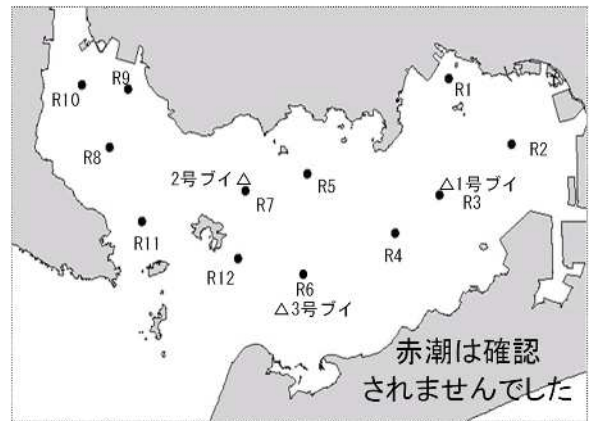 R9
R10
R1
R8
R2
2号ブイ△
R5
△1号ブイ
R7
R3
R11
R4
R12
R6
△3号ブイ
赤潮は確認
されませんでした